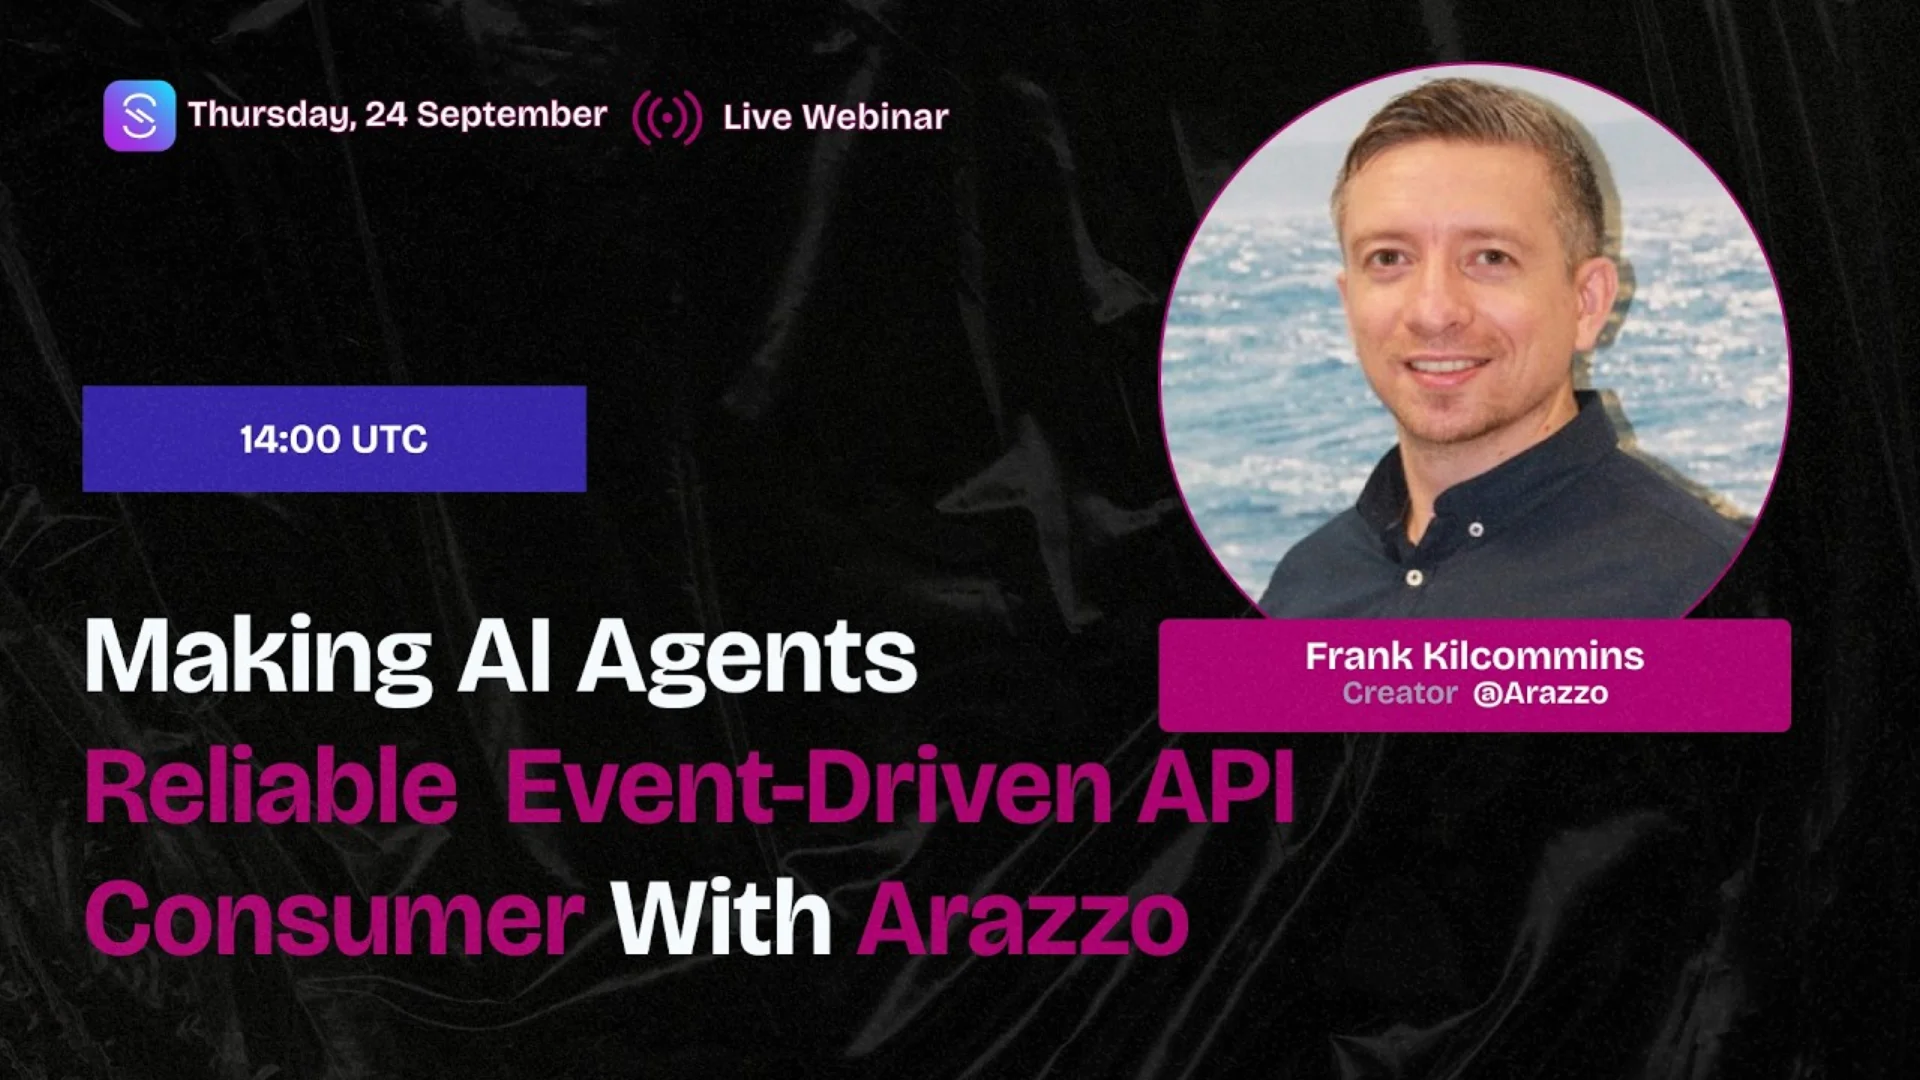 Thursday, 24 September
Live Webinar
14:00 UTC
Making AI Agents
Reliable Event-Driven API
Consumer With Arazzo
Frank Kilcommins
Creator @Arazzo